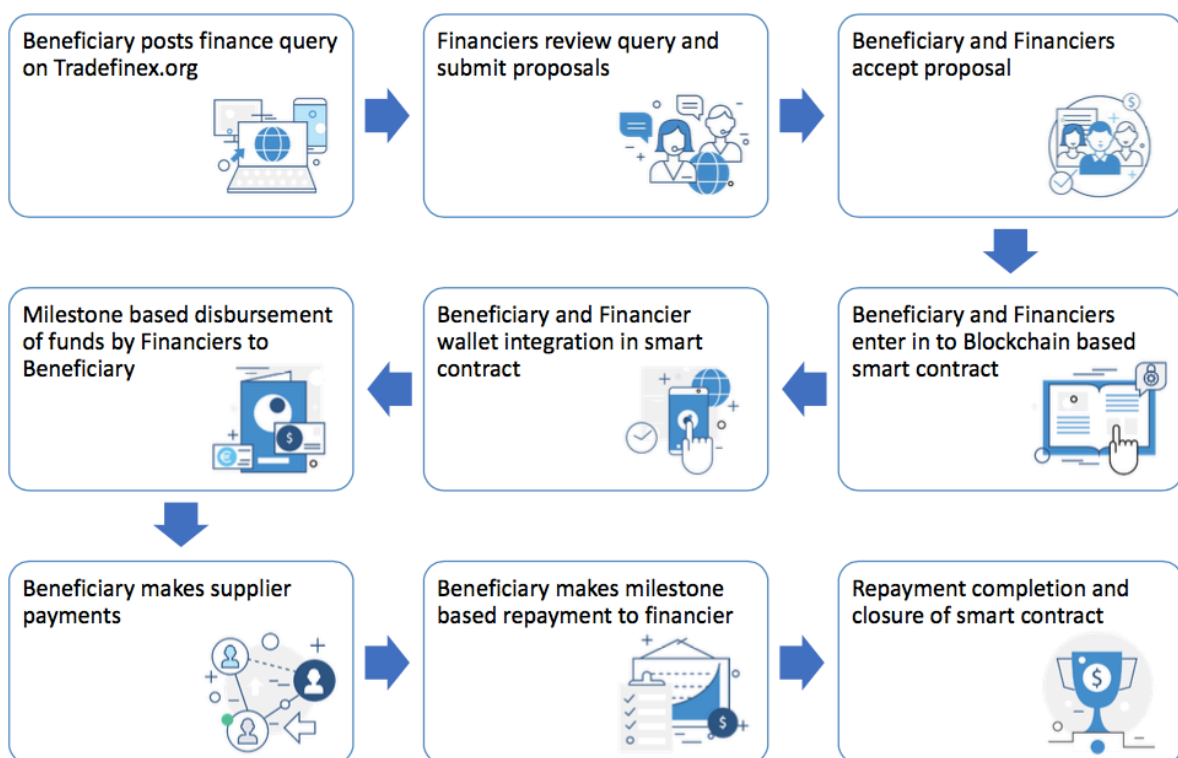 Beneficiary posts finance query
on Tradefinex.org
Financiers review query and
submit proposals
Beneficiary and Financiers
accept proposal
$
Beneficiary and Financiers
enter in to Blockchain based
smart contract
Beneficiary and Financier
wallet integration in smart
contract
Milestone based disbursement
of funds by Financiers to
Beneficiary
$
€
Beneficiary makes supplier
payments
Beneficiary makes milestone
based repayment to financier
$
Repayment completion and
closure of smart contract
$